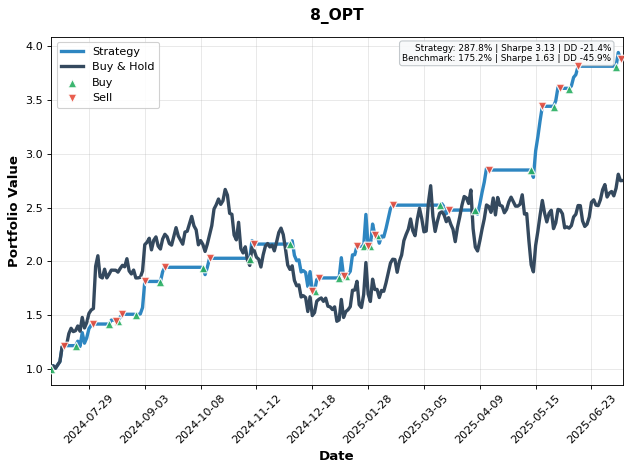 8_OPT
Strategy
Buy & Hold
Buy
Sell
Strategy: 287.8% | Sharpe 3.13 | DD -21.4%
Benchmark: 175.2% | Sharpe 1.63 | DD -45.9%
Portfolio Value
4.0
3.5
3.0
2.5
2.0
1.5
1.0
2024-07-29
2024-09-03
2024-10-08
2024-11-12
2024-12-18
2025-01-28
2025-03-05
2025-04-09
2025-05-15
2025-06-23
Date